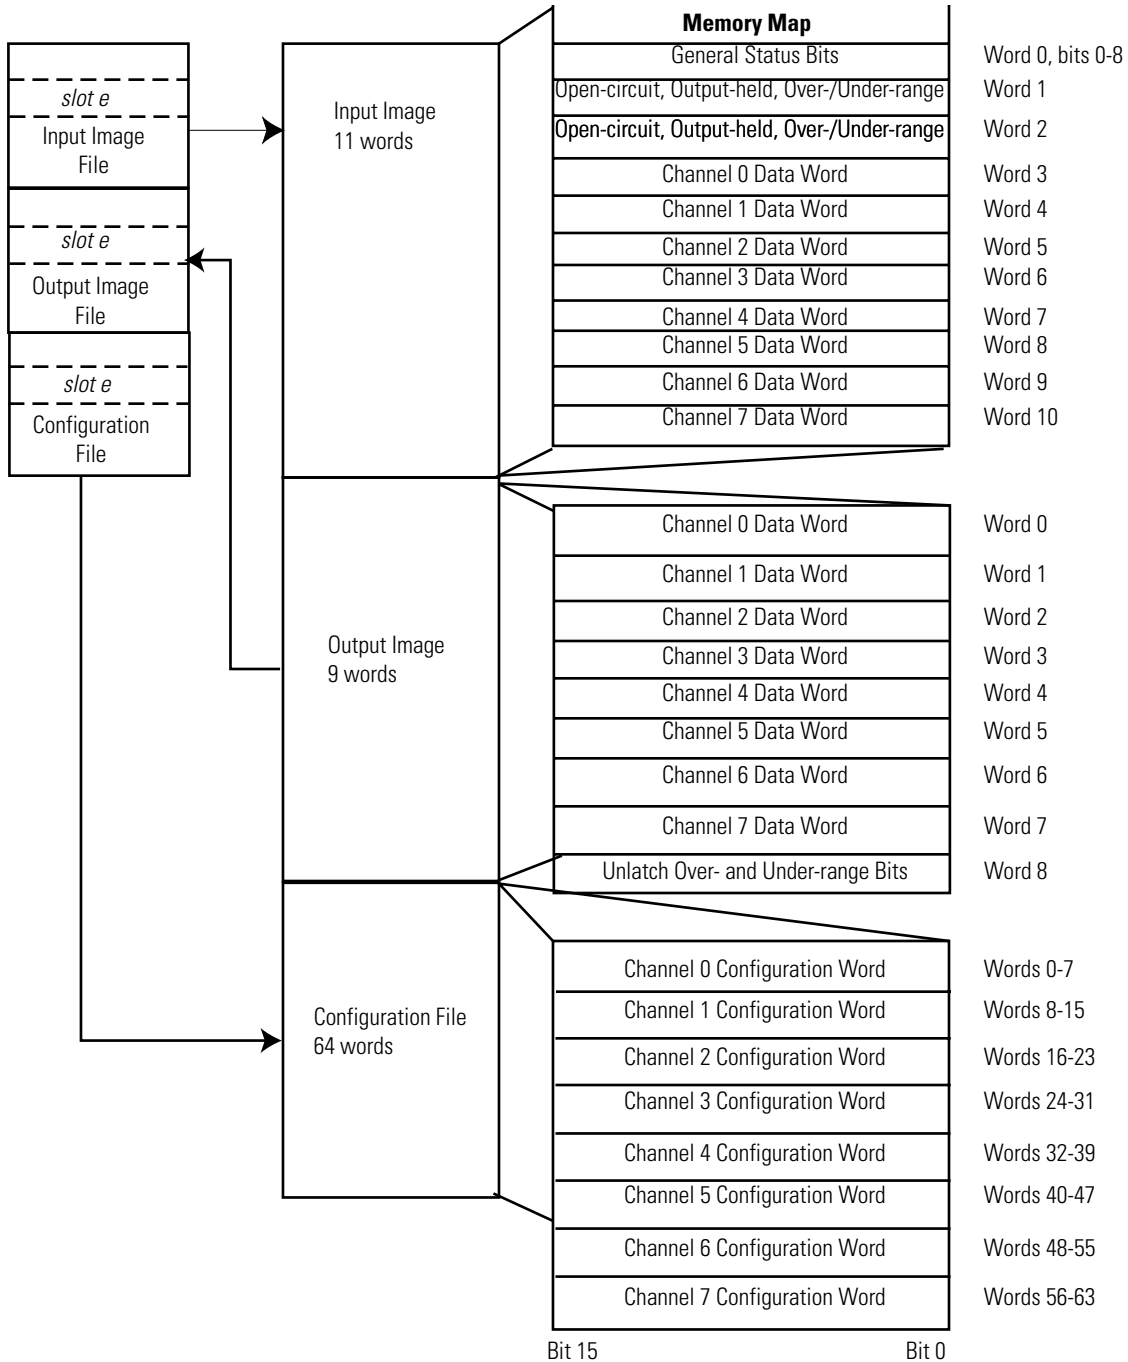 Memory Map
General Status Bits Word 0, bits 0-8
slot e
Input Image
File
Input Image
11 words
Open-circuit, Output-held, Over-/Under-range Word 1
Open-circuit, Output-held, Over-/Under-range Word 2
Channel 0 Data Word Word 3
Channel 1 Data Word Word 4
Channel 2 Data Word Word 5
Channel 3 Data Word Word 6
Channel 4 Data Word Word 7
Channel 5 Data Word Word 8
Channel 6 Data Word Word 9
Channel 7 Data Word Word 10
slot e
Output Image
File
slot e
Configuration
File
Output Image
9 words
Channel 0 Data Word Word 0
Channel 1 Data Word Word 1
Channel 2 Data Word Word 2
Channel 3 Data Word Word 3
Channel 4 Data Word Word 4
Channel 5 Data Word Word 5
Channel 6 Data Word Word 6
Channel 7 Data Word Word 7
Unlatch Over- and Under-range Bits Word 8
Configuration File
64 words
Channel 0 Configuration Word Words 0-7
Channel 1 Configuration Word Words 8-15
Channel 2 Configuration Word Words 16-23
Channel 3 Configuration Word Words 24-31
Channel 4 Configuration Word Words 32-39
Channel 5 Configuration Word Words 40-47
Channel 6 Configuration Word Words 48-55
Channel 7 Configuration Word Words 56-63
Bit 15 Bit 0